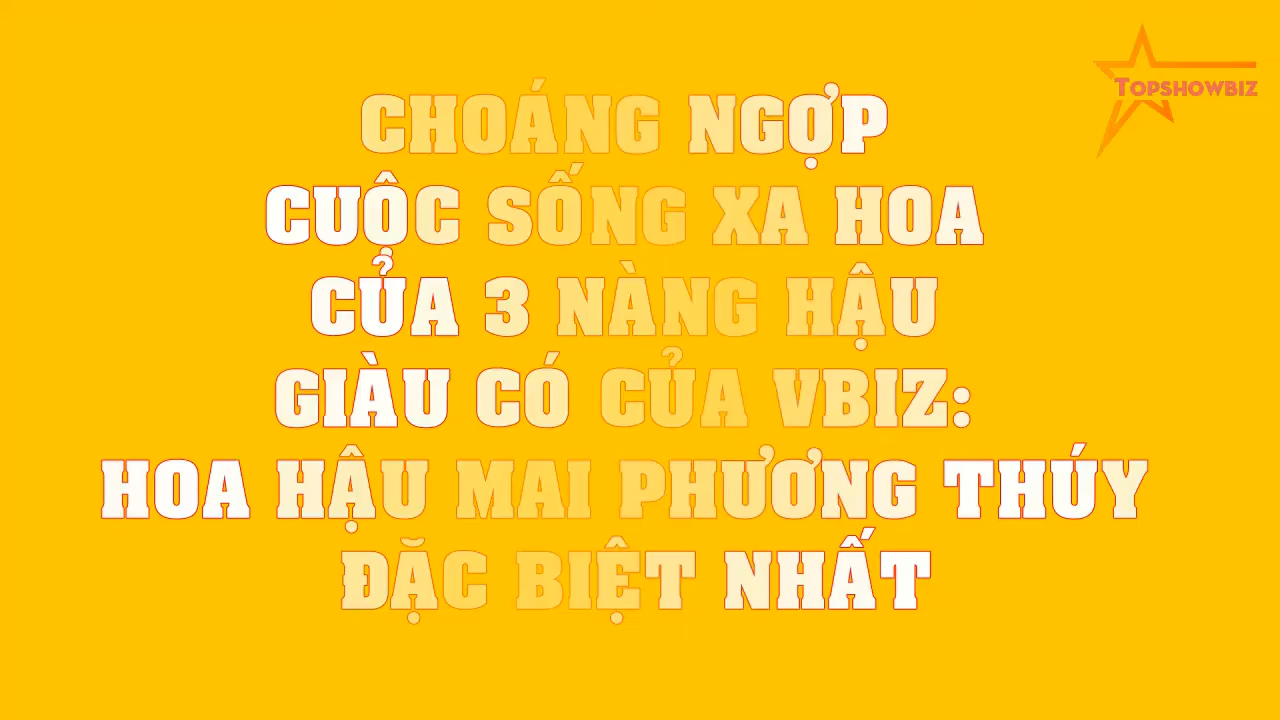 TOPSHOWBIZ
CHOÁNG NGỢP
CUỘC SỐNG XA HOA
CỦA 3 NÀNG HẬU
GIÀU CÓ CỦA VBIZ:
HOA HẬU MAI PHƯƠNG THÚY
ĐẶC BIỆT NHẤT